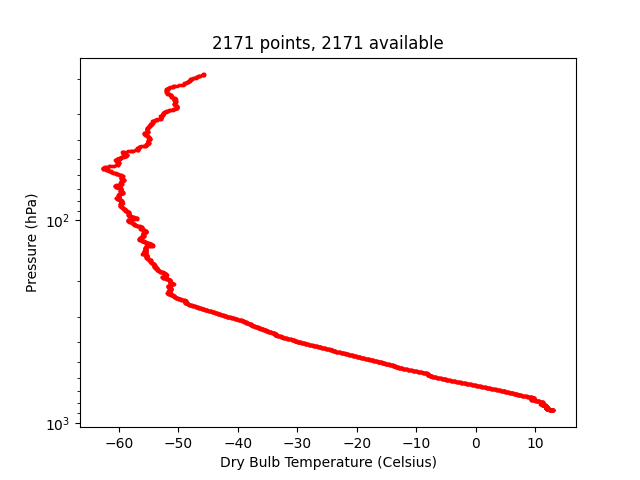 2171 points, 2171 available
Pressure (hPa)
10²
10³
−60 −50 −40 −30 −20 −10 0 10
Dry Bulb Temperature (Celsius)